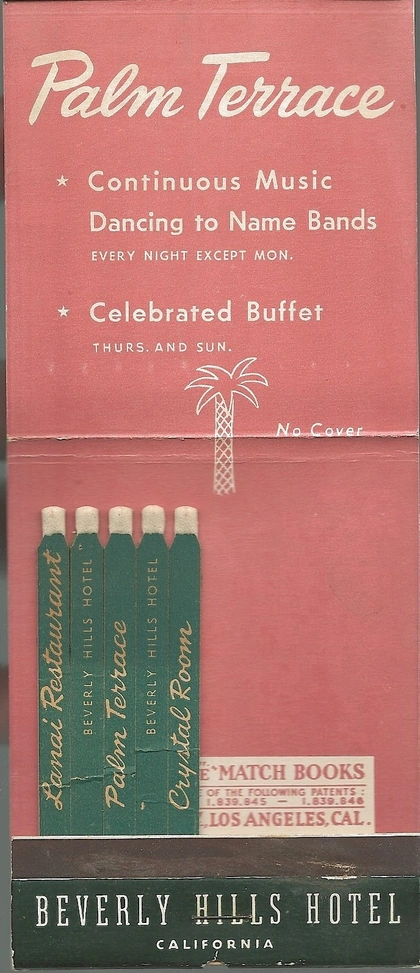 Palm Terrace
★ Continuous Music
Dancing to Name Bands
EVERY NIGHT EXCEPT MON.
★ Celebrated Buffet
THURS. AND SUN.
No Cover
Lanai Restaurant
BEVERLY HILLS HOTEL
Palm Terrace
BEVERLY HILLS HOTEL
Crystal Room
MATCH BOOKS
OF THE FOLLOWING PATENTS:
1.839.845 — 1.839.846
LOS ANGELES, CAL.
BEVERLY HILLS HOTEL
CALIFORNIA